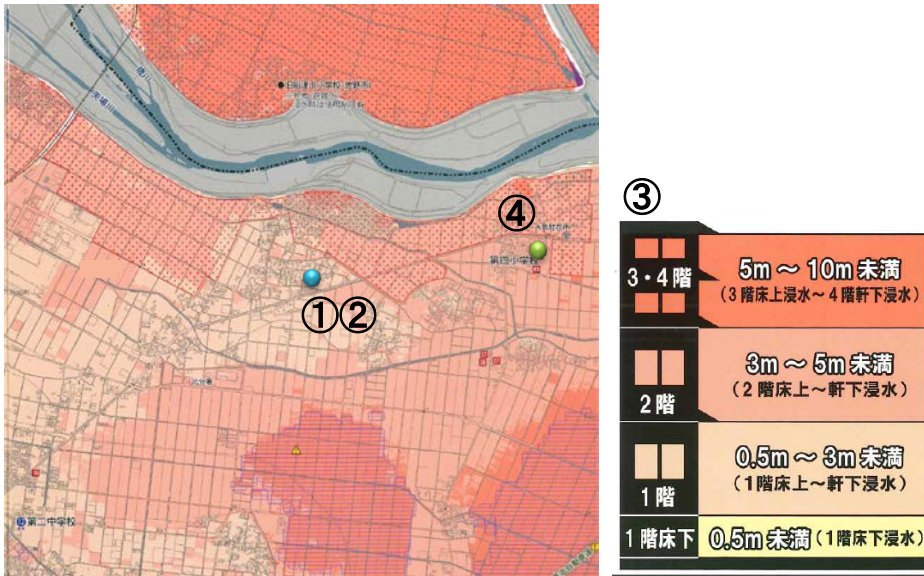 矢場川
④
第四小学校
①②
第二中学校
③
3・4階
5m ~ 10m 未満
(3階床上浸水~4階軒下浸水)
2階
3m ~ 5m 未満
(2階床上~軒下浸水)
1階
0.5m ~ 3m 未満
(1階床上~軒下浸水)
1階床下
0.5m 未満(1階床下浸水)